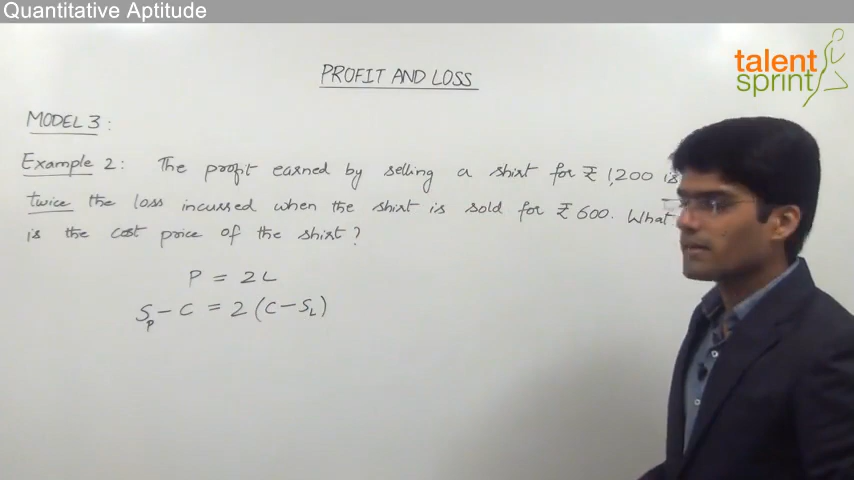 Quantitative Aptitude
talent
sprint
PROFIT AND LOSS
MODEL 3:
Example 2: The profit earned by selling a shirt for ₹ 1,200 is
twice the loss incurred when the shirt is sold for ₹ 600. What
is the cost price of the shirt?
P = 2L
Sp - C = 2 (C - SL)